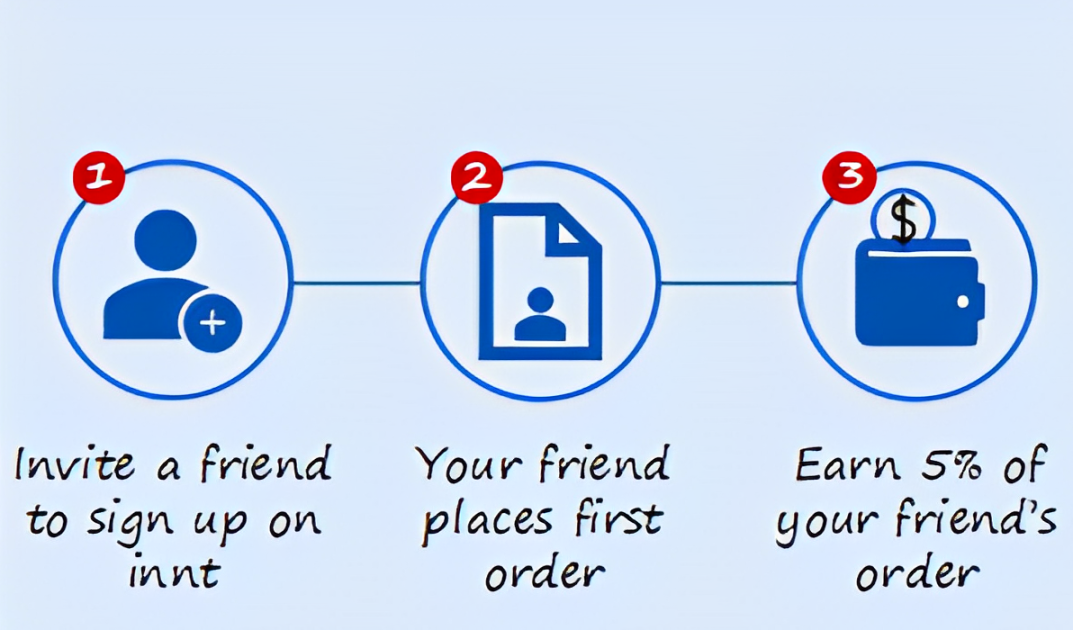 1
2
3
$
Invite a friend
to sign up on
innt
Your friend
places first
order
Earn 5% of
your friend's
order